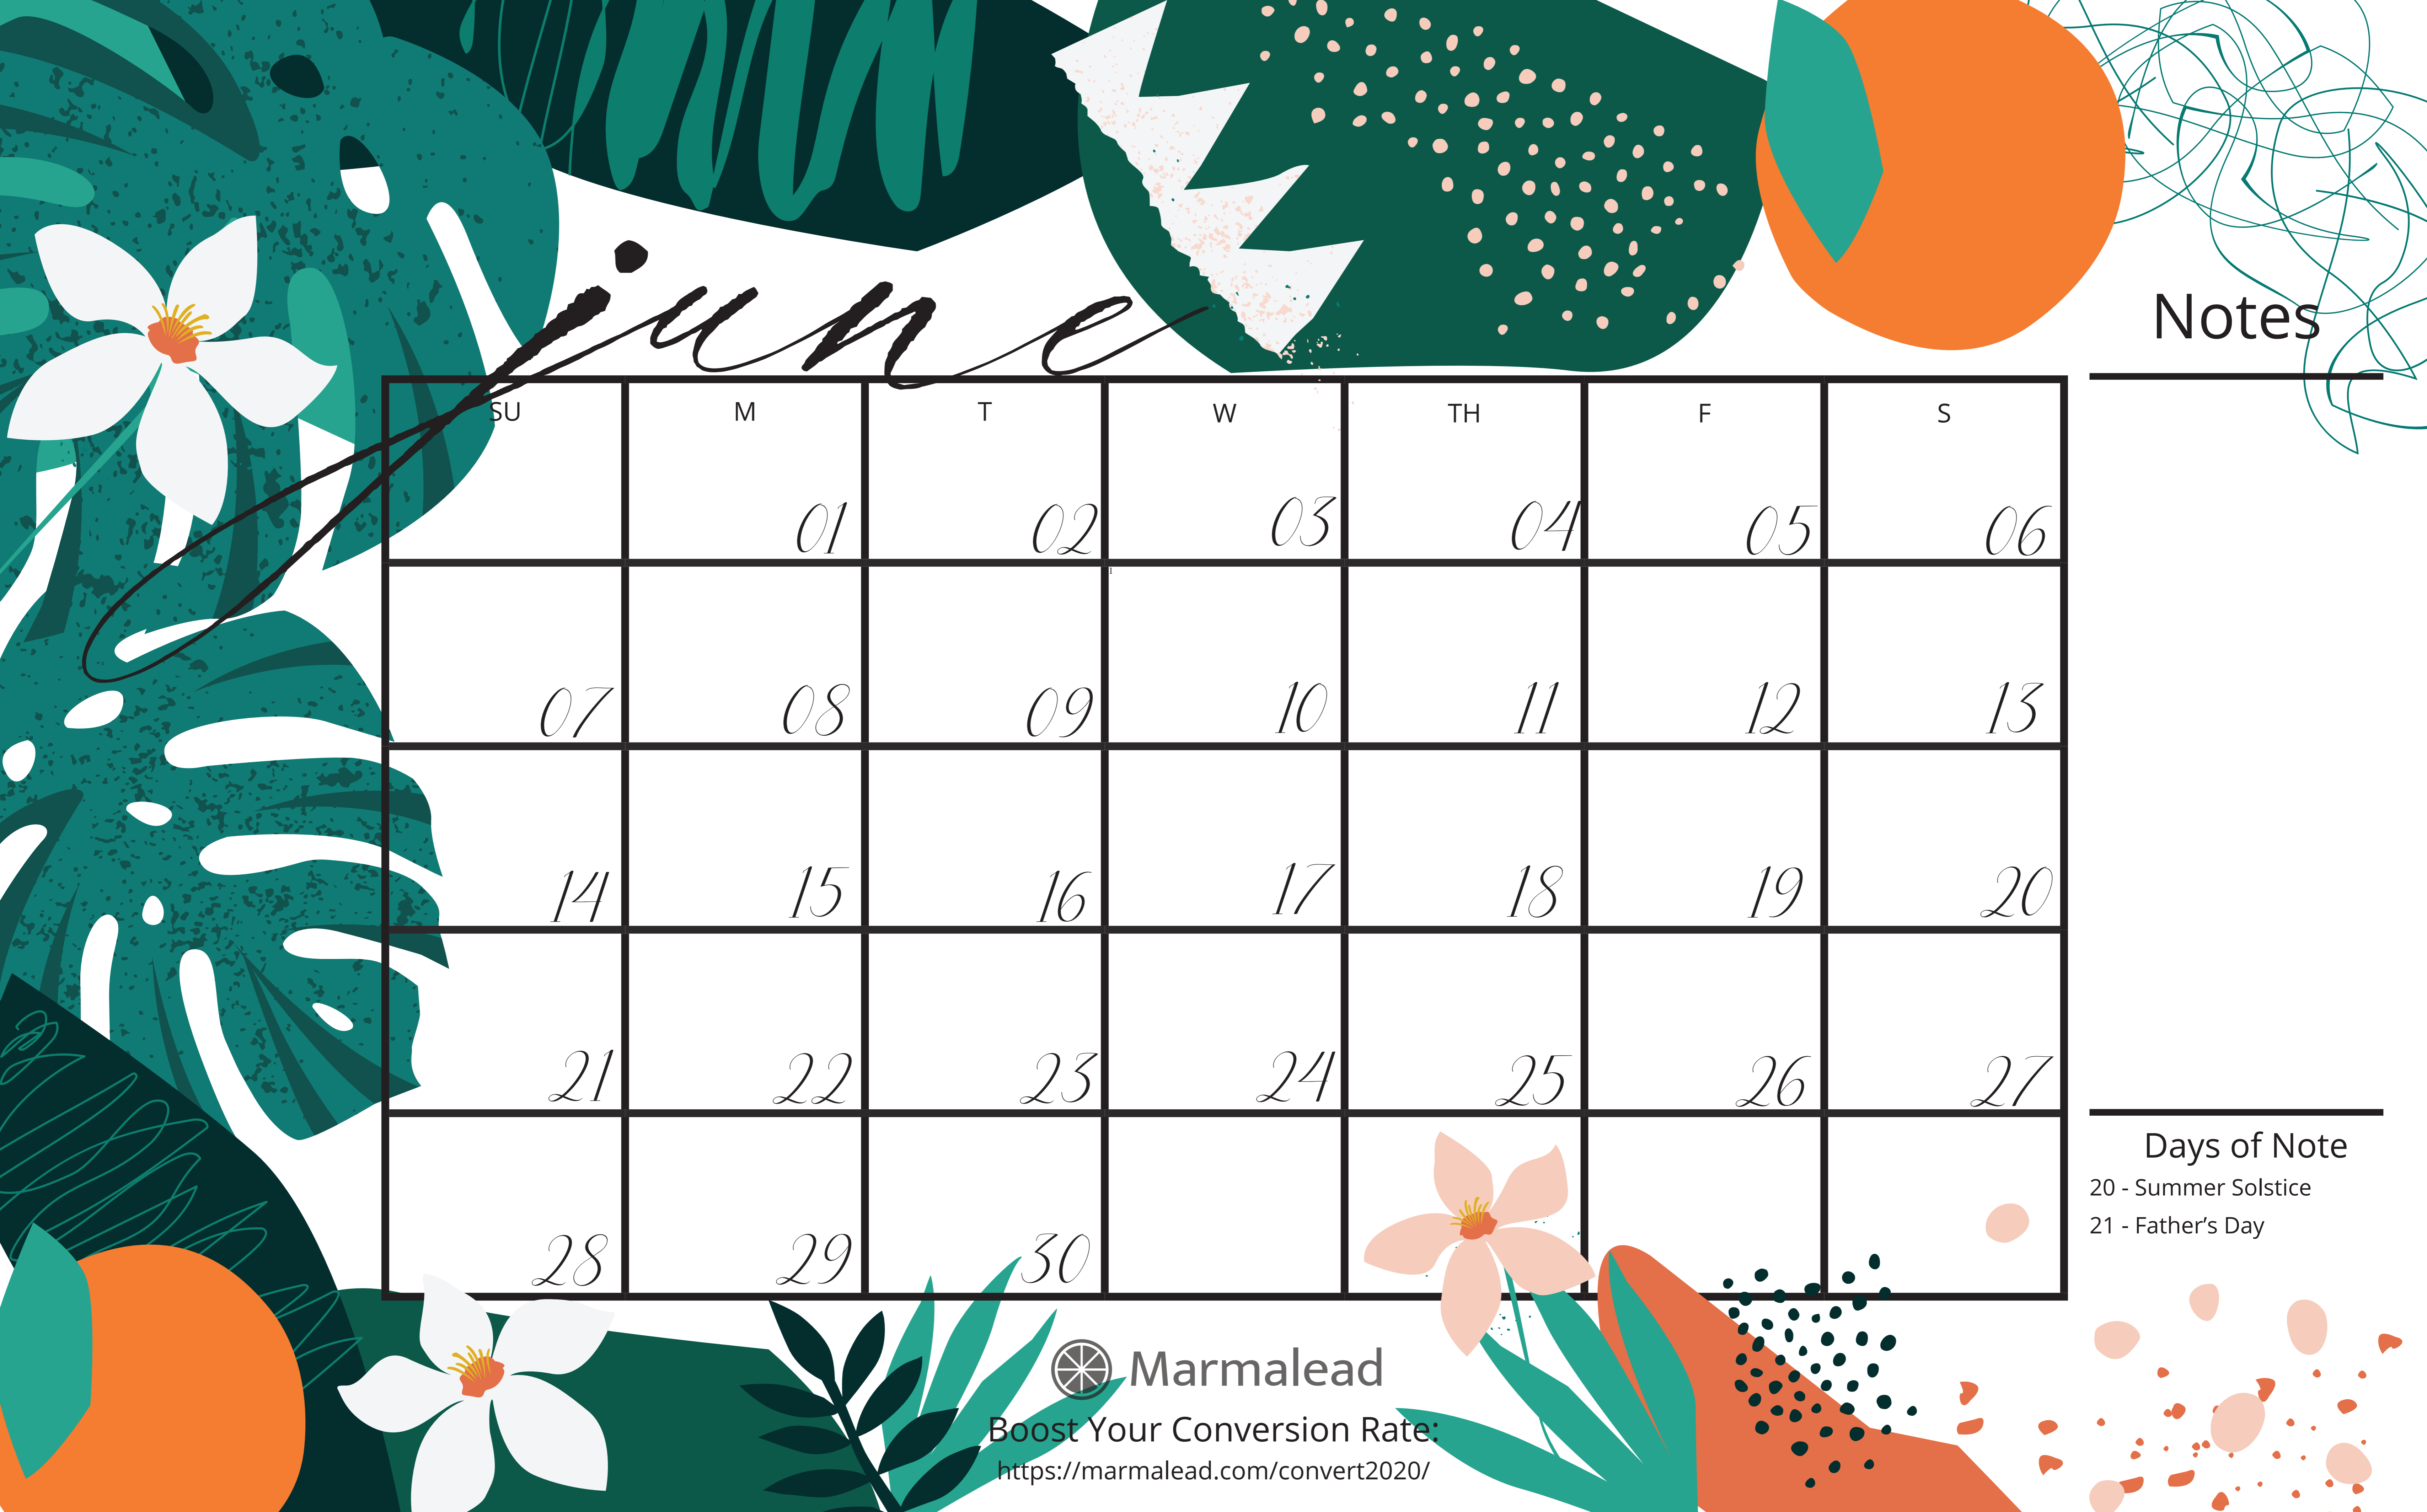 june
Notes
SU M T W TH F S
01 02 03 04 05 06
07 08 09 10 11 12 13
14 15 16 17 18 19 20
21 22 23 24 25 26 27
28 29 30
Days of Note
20 - Summer Solstice
21 - Father’s Day
Marmalead
Boost Your Conversion Rate:
https://marmalead.com/convert2020/